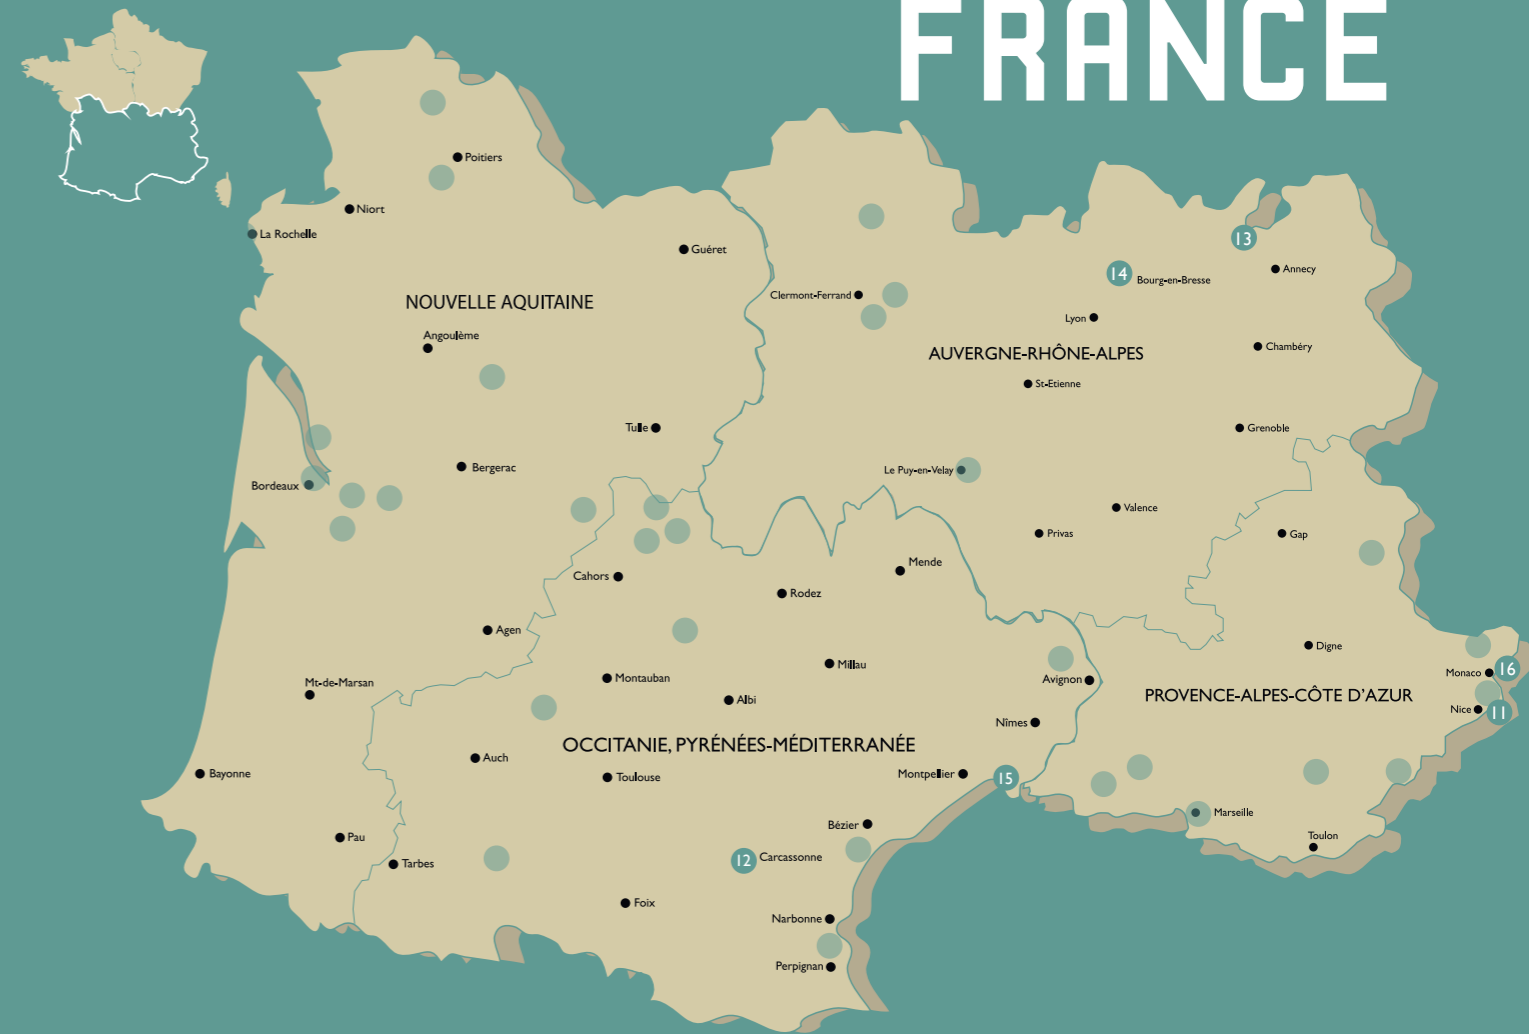 FRANCE
Poitiers
Niort
La Rochelle
Guéret
13
14
Bourg-en-Bresse
Annecy
Clermont-Ferrand
NOUVELLE AQUITAINE
Lyon
Angoulème
AUVERGNE-RHÔNE-ALPES
Chambéry
St-Etienne
Tulle
Grenoble
Bergerac
Le Puy-en-Velay
Bordeaux
Valence
Privas
Gap
Mende
Cahors
Rodez
Agen
Digne
Millau
16
Monaco
Montauban
Avignon
Mt-de-Marsan
PROVENCE-ALPES-CÔTE D'AZUR
Albi
Nice
11
Nîmes
OCCITANIE, PYRÉNÉES-MÉDITERRANÉE
Auch
Bayonne
Toulouse
Montpellier
15
Marseille
Bézier
Pau
Toulon
12
Carcassonne
Tarbes
Foix
Narbonne
Perpignan